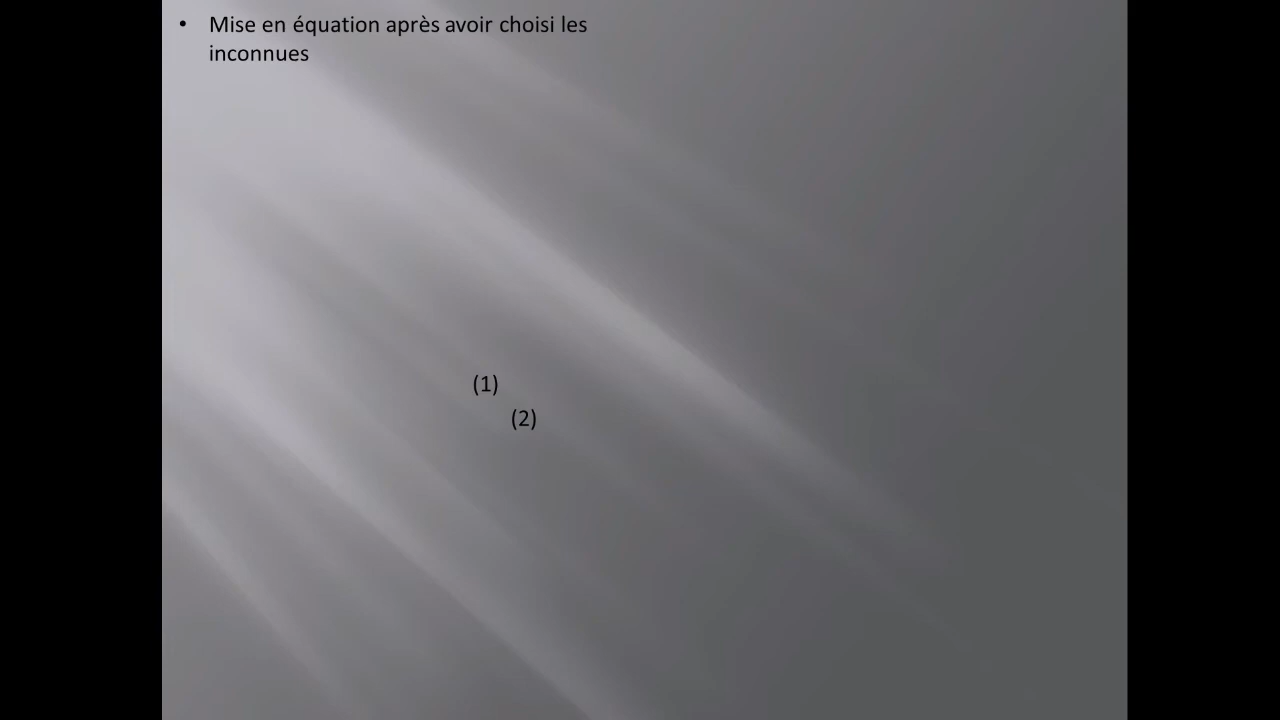 • Mise en équation après avoir choisi les
inconnues
(1)
(2)